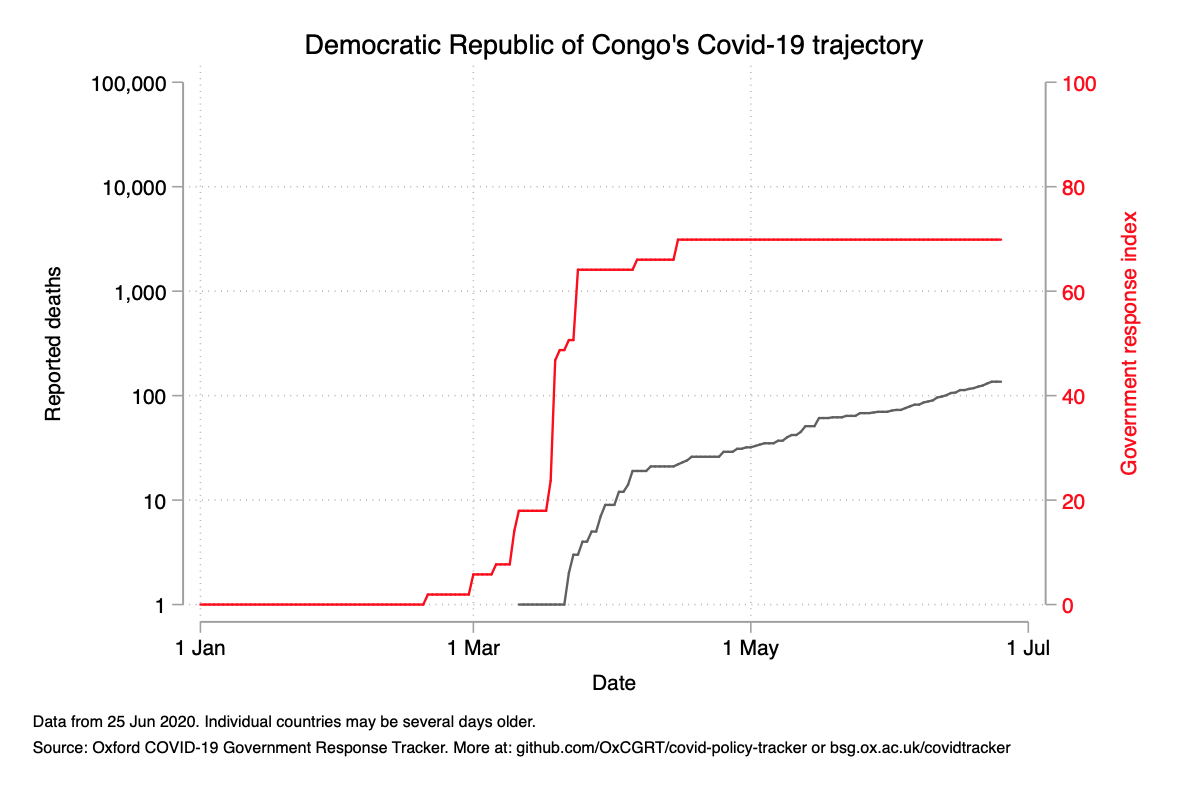 Democratic Republic of Congo's Covid-19 trajectory
100,000
10,000
1,000
100
10
1
Reported deaths
100
80
60
40
20
0
Government response index
1 Jan
1 Mar
1 May
1 Jul
Date
Data from 25 Jun 2020. Individual countries may be several days older.
Source: Oxford COVID-19 Government Response Tracker. More at: github.com/OxCGRT/covid-policy-tracker or bsg.ox.ac.uk/covidtracker